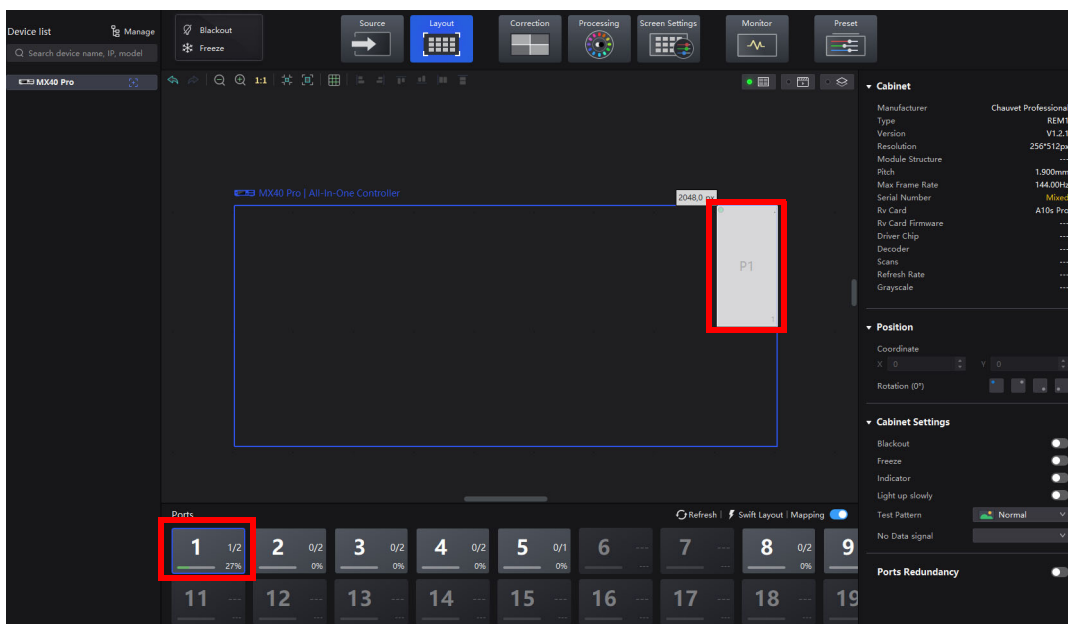 Device list
Manage
Search device name, IP, model
MX40 Pro
Blackout
Freeze
Source
Layout
Correction
Processing
Screen Settings
Monitor
Preset
1:1
MX40 Pro | All-In-One Controller
2048,0
P1
1
Ports
Refresh | Swift Layout | Mapping
1 1/2 27%
2 0/2 0%
3 0/2 0%
4 0/2 0%
5 0/1 0%
6 --- ---
7 --- ---
8 0/2 0%
9
11 --- ---
12 --- ---
13 --- ---
14 --- ---
15 --- ---
16 --- ---
17 --- ---
18 --- ---
19
Cabinet
Manufacturer Chauvet Professional
Type REM1
Version V1.2.1
Resolution 256*512px
Module Structure ---
Pitch 1.900mm
Max Frame Rate 144.00Hz
Serial Number Mixed
Rv Card A10s Pro
Rv Card Firmware ---
Driver Chip ---
Decoder ---
Scans ---
Refresh Rate ---
Grayscale ---
Position
Coordinate
X 0 Y 0
Rotation (0°)
Cabinet Settings
Blackout
Freeze
Indicator
Light up slowly
Test Pattern Normal
No Data signal
Ports Redundancy